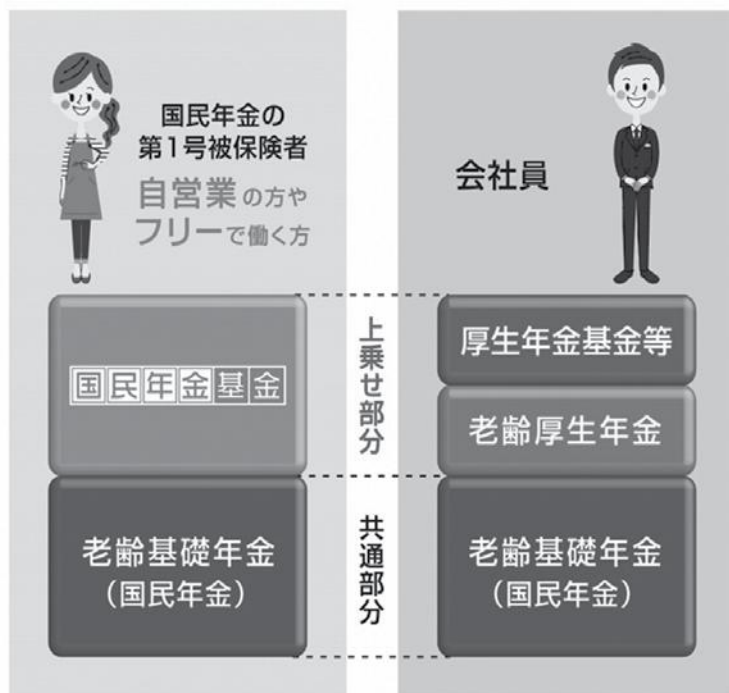 国民年金の
第1号被保険者
自営業の方や
フリーで働く方
国民年金基金
老齢基礎年金
(国民年金)
上乗せ部分
共通部分
会社員
厚生年金基金等
老齢厚生年金
老齢基礎年金
(国民年金)